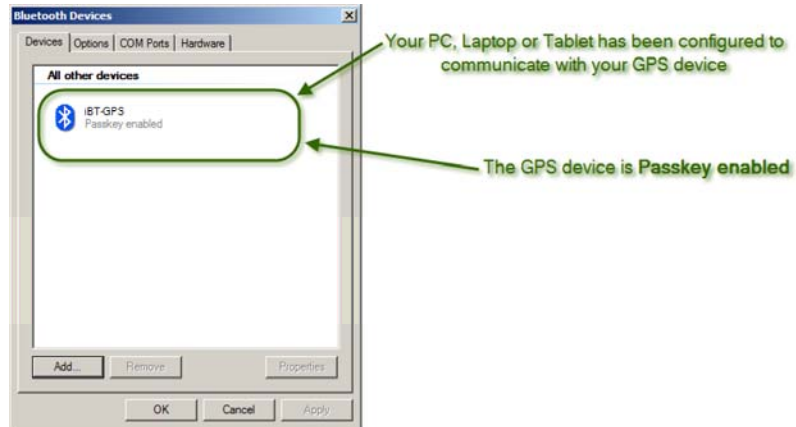 Bluetooth Devices
Devices Options COM Ports Hardware
All other devices
iBT-GPS
Passkey enabled
Add... Remove Properties
OK Cancel Apply
Your PC, Laptop or Tablet has been configured to
communicate with your GPS device
The GPS device is Passkey enabled